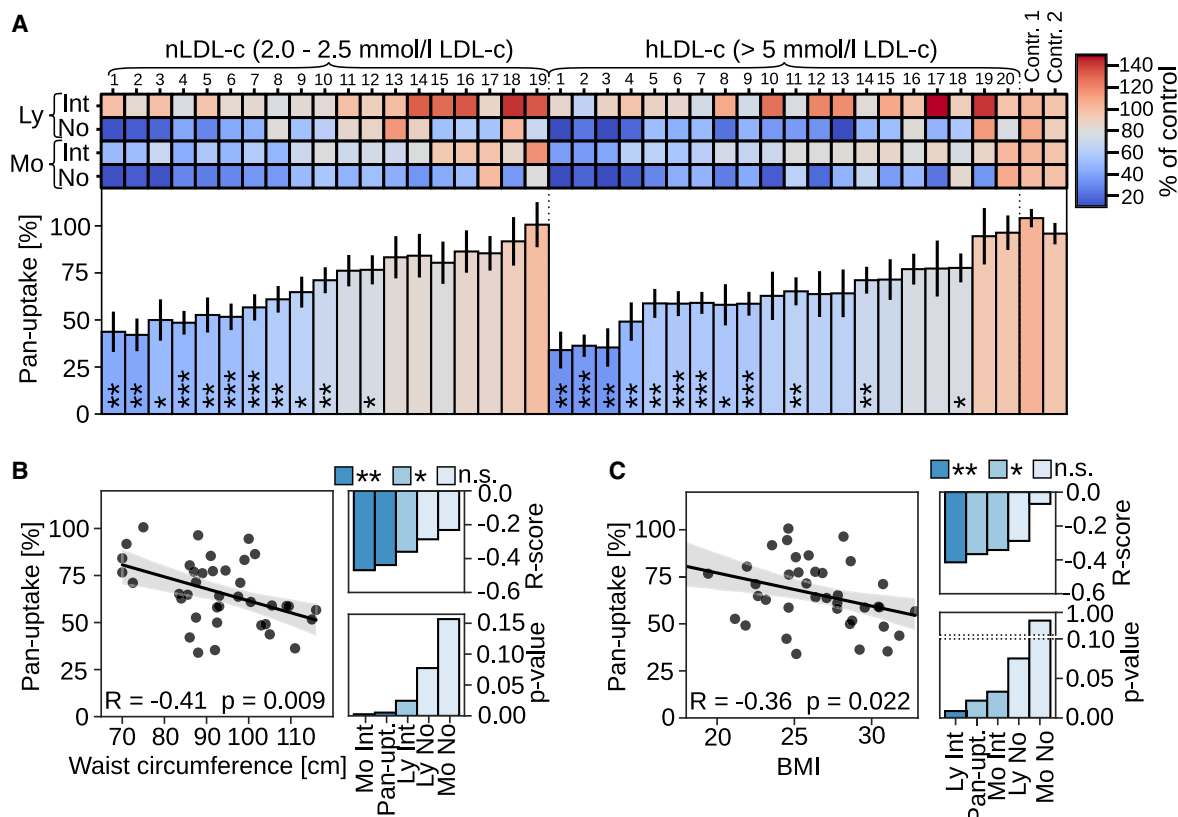 A
nLDL-c (2.0 - 2.5 mmol/l LDL-c)
hLDL-c (> 5 mmol/l LDL-c)
Contr. 1
Contr. 2
1 2 3 4 5 6 7 8 9 10 11 12 13 14 15 16 17 18 19 1 2 3 4 5 6 7 8 9 10 11 12 13 14 15 16 17 18 19 20
Ly { Int
No
Mo { Int
No
140
120
100
80
60
40
20
% of control
Pan-uptake [%]
100
75
50
25
0
** ** * *** ** *** *** ** * ** * ** *** ** ** ** *** *** * *** ** ** *
B
** * n.s.
Pan-uptake [%]
100
75
50
25
0
R = -0.41 p = 0.009
70 80 90 100 110
Waist circumference [cm]
0.0
-0.2
-0.4
-0.6
R-score
0.15
0.10
0.05
0.00
p-value
Mo Int
Pan-upt.
Ly Int
Ly No
Mo No
C
** * n.s.
Pan-uptake [%]
100
75
50
25
0
R = -0.36 p = 0.022
20 25 30
BMI
0.0
-0.2
-0.4
-0.6
R-score
1.00
0.10
0.05
0.00
p-value
Ly Int
Pan-upt.
Mo Int
Ly No
Mo No